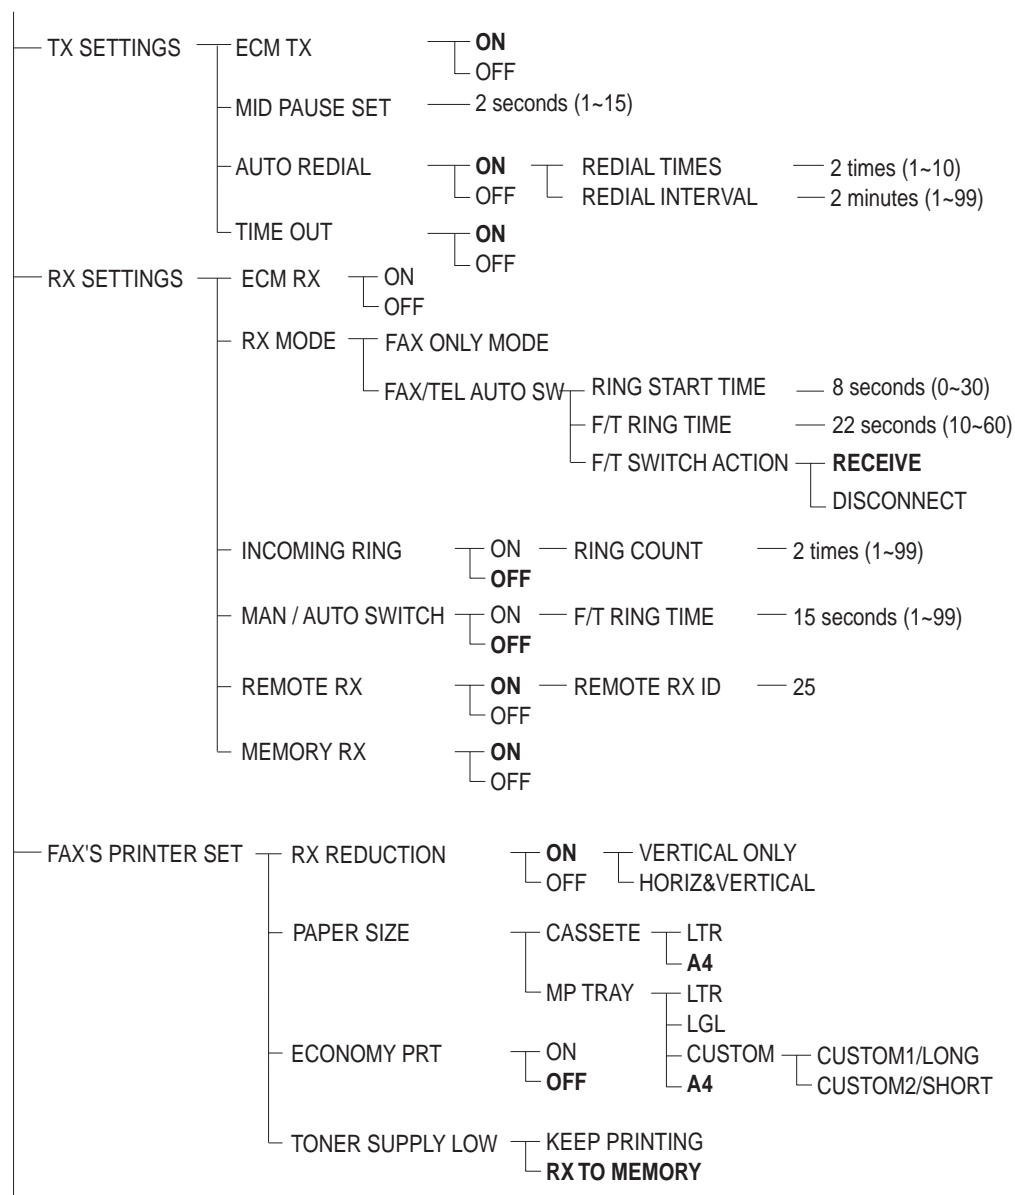 TX SETTINGS ECM TX ON
OFF
MID PAUSE SET 2 seconds (1~15)
AUTO REDIAL ON REDIAL TIMES 2 times (1~10)
OFF REDIAL INTERVAL 2 minutes (1~99)
TIME OUT ON
OFF
RX SETTINGS ECM RX ON
OFF
RX MODE FAX ONLY MODE
FAX/TEL AUTO SW RING START TIME 8 seconds (0~30)
F/T RING TIME 22 seconds (10~60)
F/T SWITCH ACTION RECEIVE
DISCONNECT
INCOMING RING ON RING COUNT 2 times (1~99)
OFF
MAN / AUTO SWITCH ON F/T RING TIME 15 seconds (1~99)
OFF
REMOTE RX ON REMOTE RX ID 25
OFF
MEMORY RX ON
OFF
FAX'S PRINTER SET RX REDUCTION ON VERTICAL ONLY
OFF HORIZ&VERTICAL
PAPER SIZE CASSETE LTR
A4
MP TRAY LTR
LGL
ECONOMY PRT ON CUSTOM CUSTOM1/LONG
OFF A4 CUSTOM2/SHORT
TONER SUPPLY LOW KEEP PRINTING
RX TO MEMORY